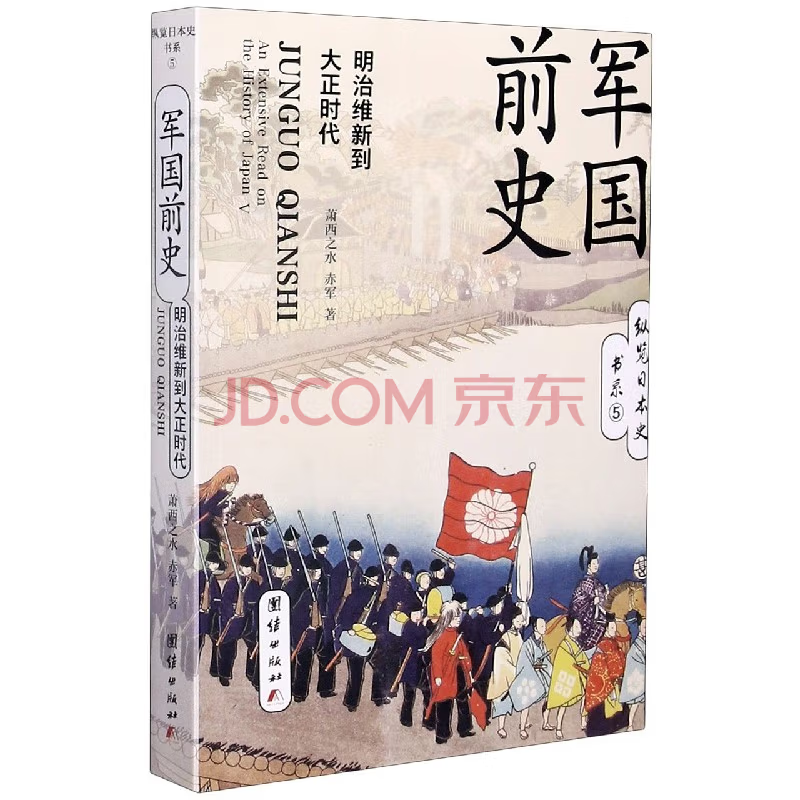 纵览日本史
书系
⑤
军国前史
明治维新到大正时代
JUNGUO QIANSHI
萧西之水 赤军 著
團结出版社
军国
前史
明治维新到
大正时代
JUNGUO QIANSHI
An Extensive Read on
the History of Japan V
萧西之水 赤军 著
纵览日本史
书系⑤
團结出版社
JD.COM 京东